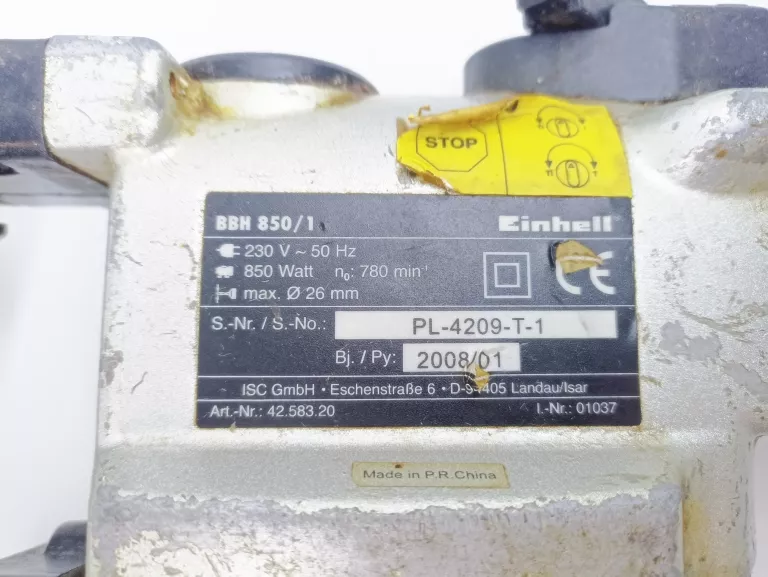 STOP
BBH 850/1 Einhell
230 V ~ 50 Hz
850 Watt n₀: 780 min⁻¹
max. Ø 26 mm
CE
S.-Nr. / S.-No.: PL-4209-T-1
Bj. / Py: 2008/01
ISC GmbH • Eschenstraße 6 • D-94405 Landau/Isar
Art.-Nr.: 42.583.20 I.-Nr.: 01037
Made in P.R.China